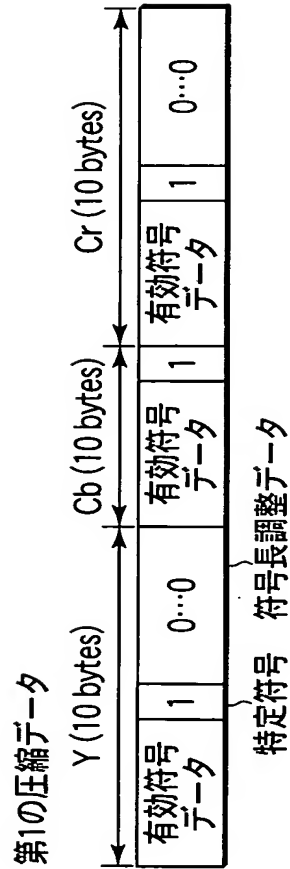 第1の圧縮データ
Y (10 bytes)
Cb (10 bytes)
Cr (10 bytes)
有効符号
データ
1
0…0
有効符号
データ
1
有効符号
データ
1
0…0
特定符号
符号長調整データ